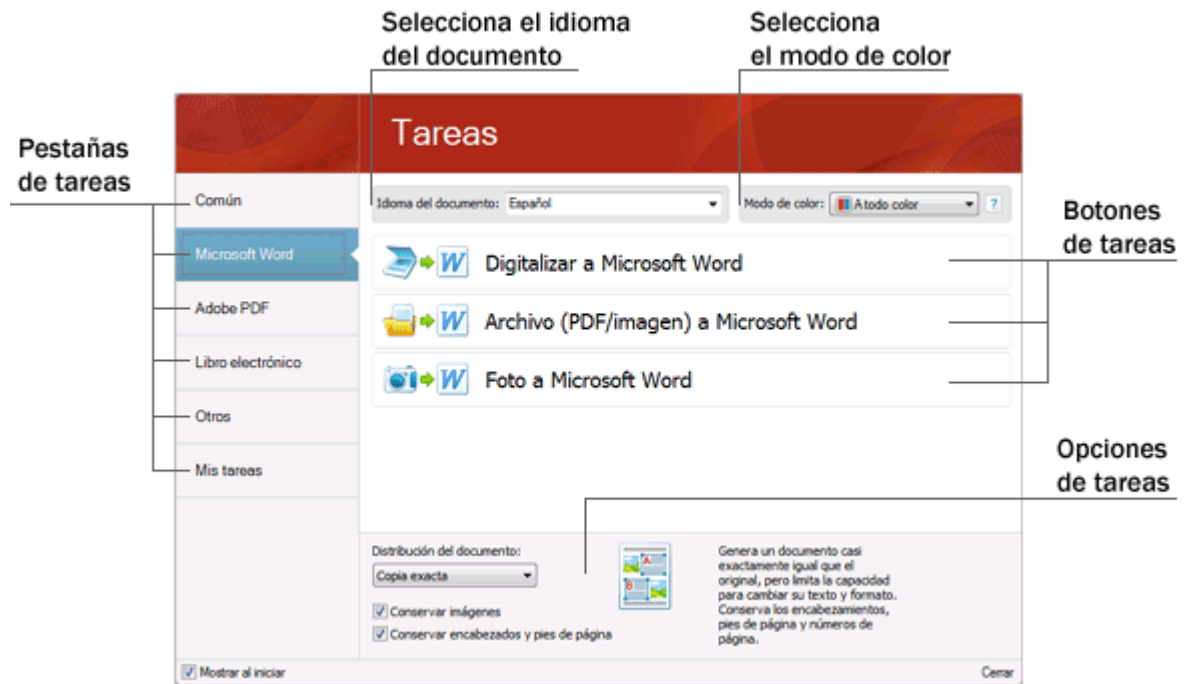 Selecciona el idioma
del documento
Selecciona
el modo de color
Pestañas
de tareas
Tareas
Común
Microsoft Word
Adobe PDF
Libro electrónico
Otros
Mis tareas
Idioma del documento: Español
Modo de color: A todo color ?
Digitalizar a Microsoft Word
Archivo (PDF/imagen) a Microsoft Word
Foto a Microsoft Word
Botones
de tareas
Opciones
de tareas
Distribución del documento:
Copia exacta
Conservar imágenes
Conservar encabezados y pies de página
A
B
Genera un documento casi
exactamente igual que el
original, pero limita la capacidad
para cambiar su texto y formato.
Conserva los encabezamientos,
pies de página y números de
página.
Mostrar al iniciar
Cerrar